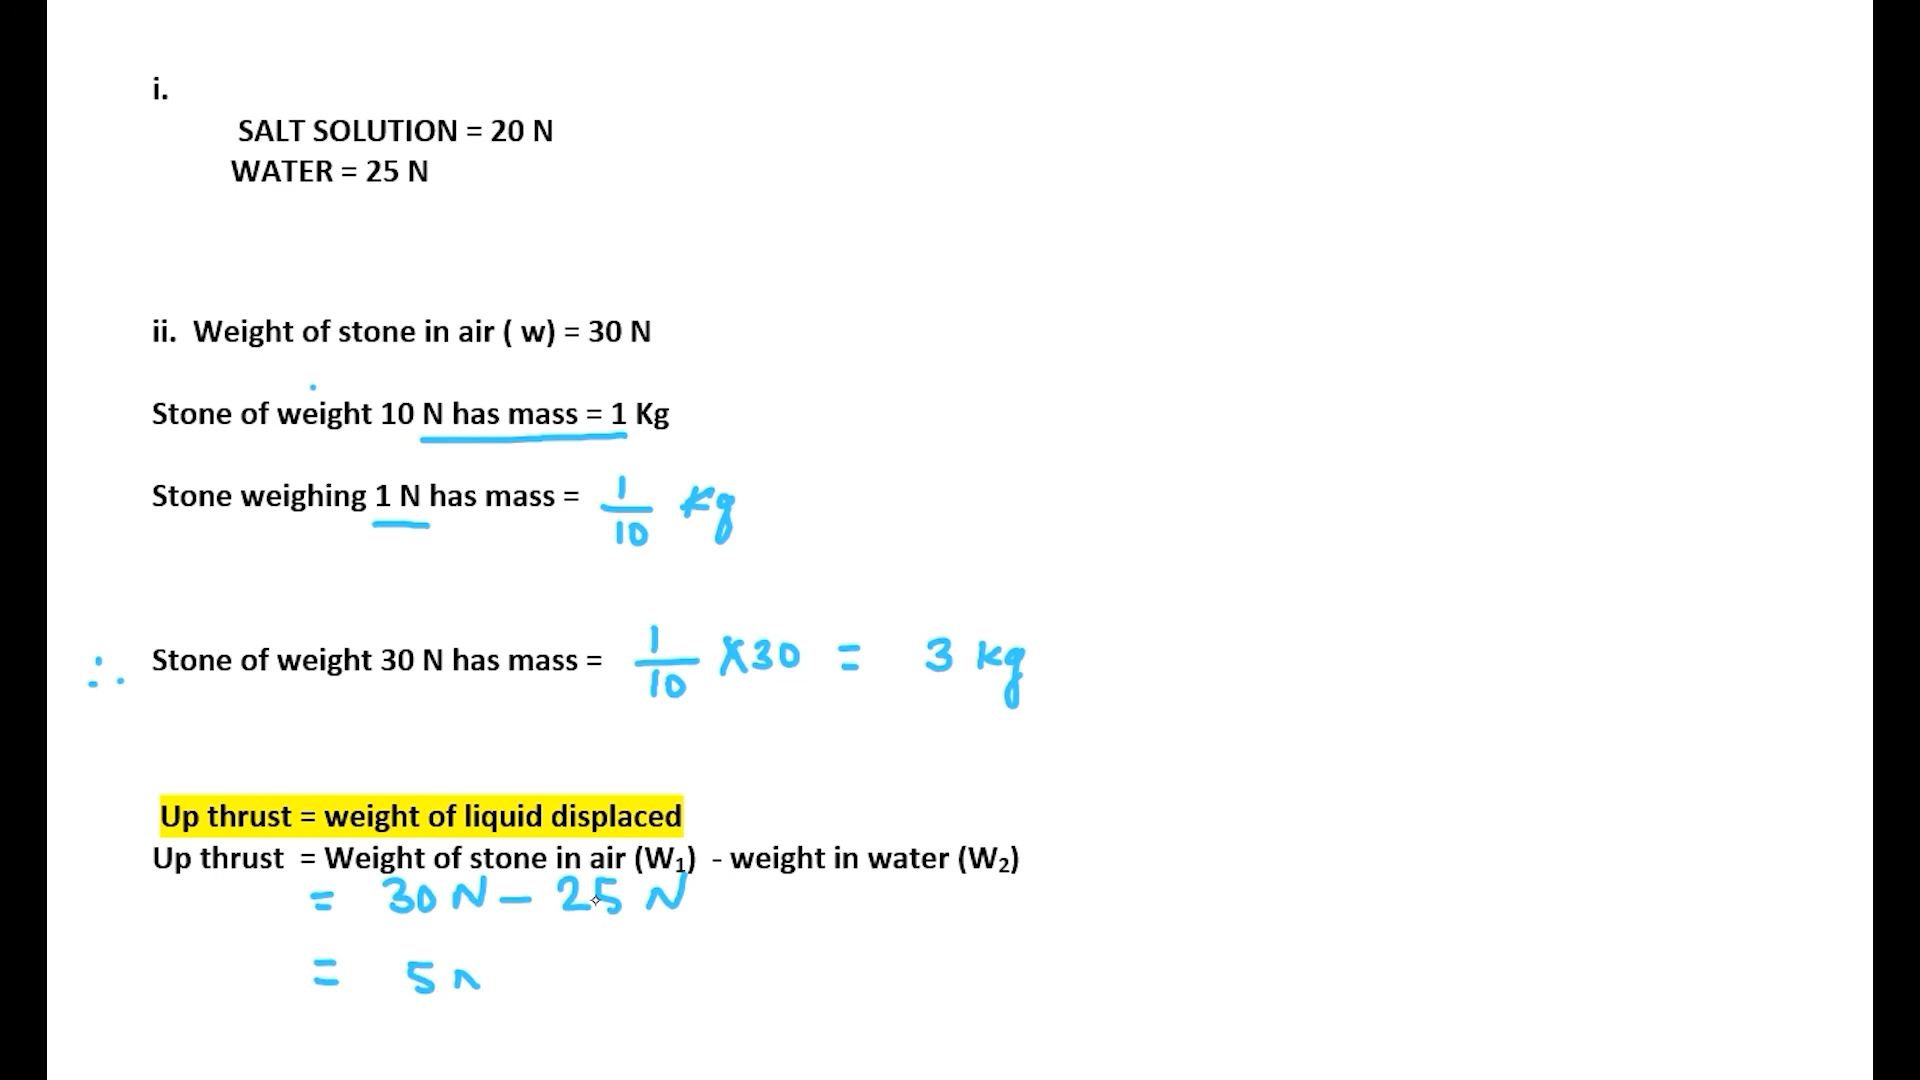 i.
SALT SOLUTION = 20 N
WATER = 25 N
ii. Weight of stone in air ( w) = 30 N
Stone of weight 10 N has mass = 1 Kg
Stone weighing 1 N has mass = 1/10 kg
∴ Stone of weight 30 N has mass = 1/10 X30 = 3 kg
Up thrust = weight of liquid displaced
Up thrust = Weight of stone in air (W₁) - weight in water (W₂)
= 30 N - 25 N
= 5 N